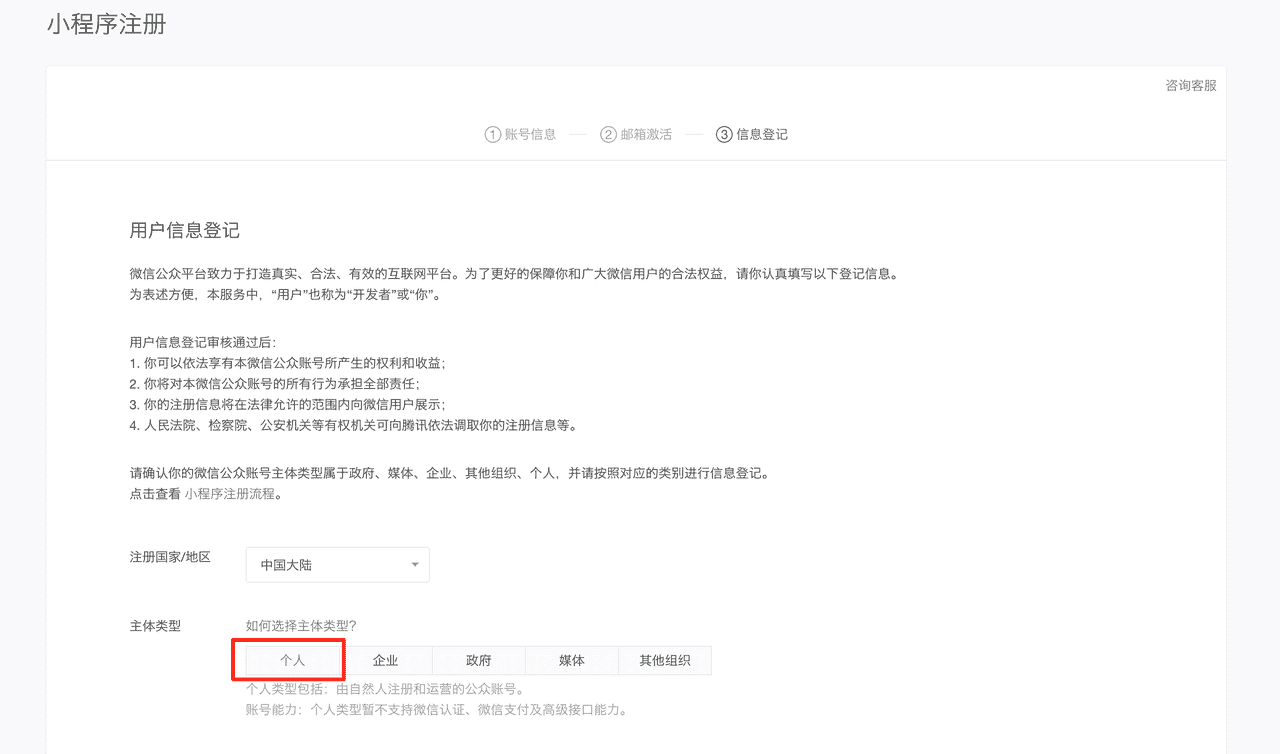 小程序注册
咨询客服
① 账号信息 — ② 邮箱激活 — ③ 信息登记
用户信息登记
微信公众平台致力于打造真实、合法、有效的互联网平台。为了更好的保障你和广大微信用户的合法权益，请你认真填写以下登记信息。
为表述方便，本服务中，“用户”也称为“开发者”或“你”。
用户信息登记审核通过后：
1. 你可以依法享有本微信公众账号所产生的权利和收益；
2. 你将对本微信公众账号的所有行为承担全部责任；
3. 你的注册信息将在法律允许的范围内向微信用户展示；
4. 人民法院、检察院、公安机关等有权机关可向腾讯依法调取你的注册信息等。
请确认你的微信公众账号主体类型属于政府、媒体、企业、其他组织、个人，并请按照对应的类别进行信息登记。
点击查看 小程序注册流程。
注册国家/地区 中国大陆
主体类型 如何选择主体类型?
个人 企业 政府 媒体 其他组织
个人类型包括：由自然人注册和运营的公众账号。
账号能力：个人类型暂不支持微信认证、微信支付及高级接口能力。